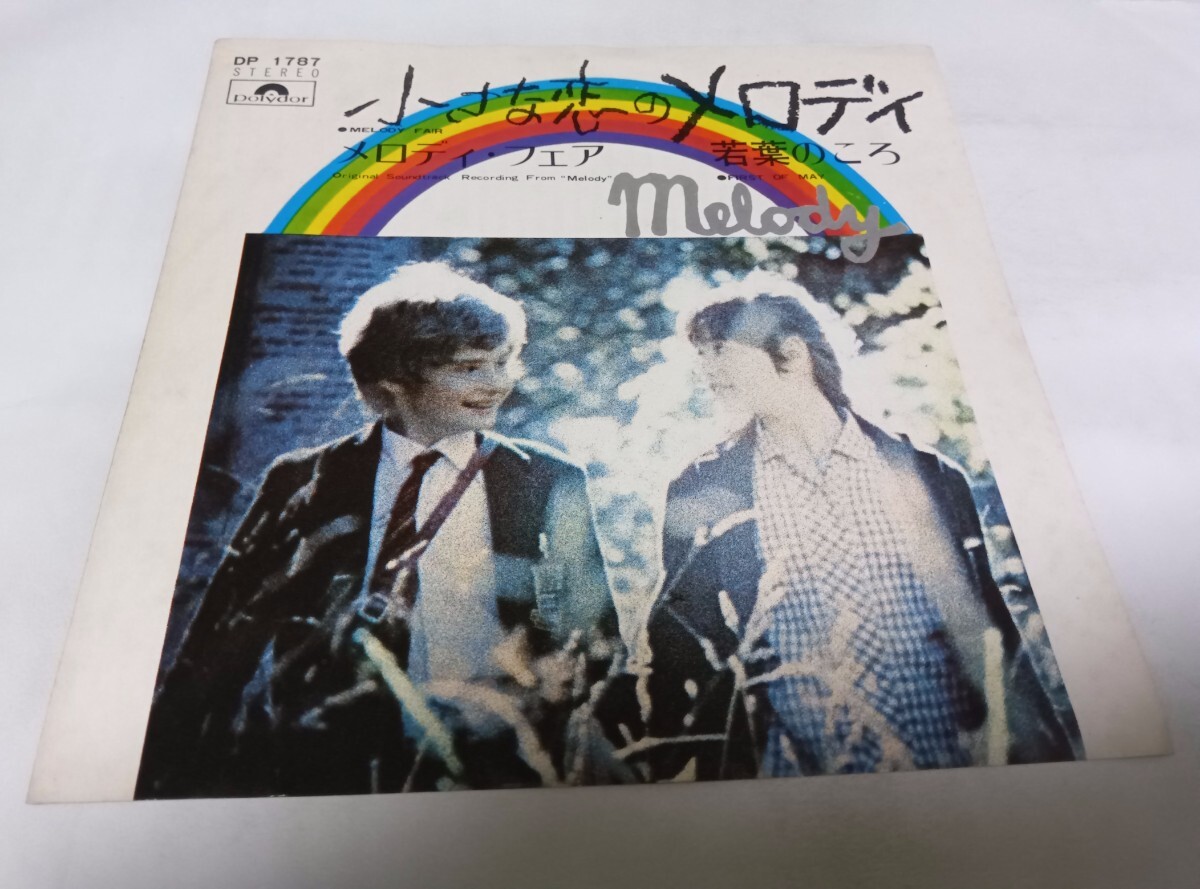 DP 1787
STEREO
Polydor
小さな恋のメロディ
●MELODY FAIR
メロディ・フェア
若葉のころ
Original Soundtrack Recording From "Melody"
●FIRST OF MAY
melody